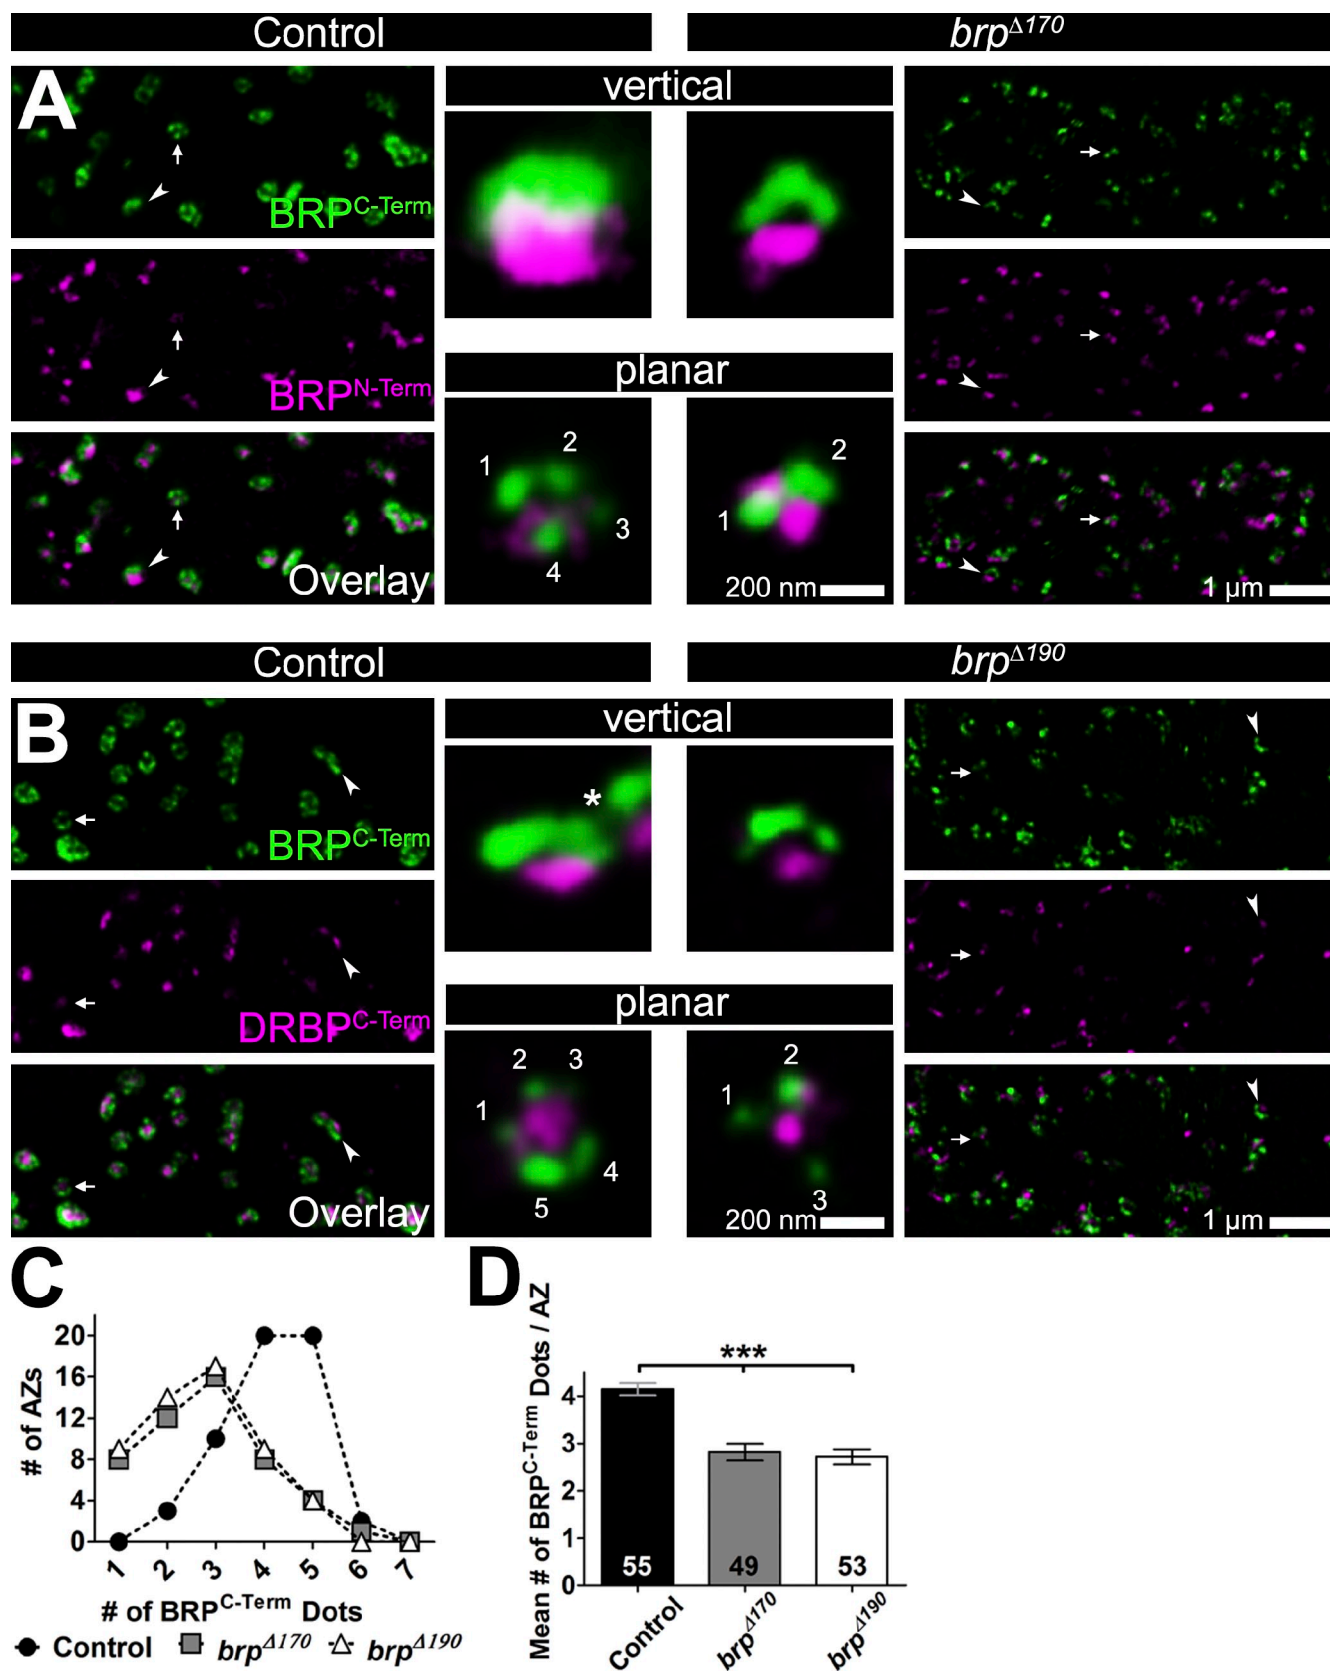 Control
brpΔ170
A
vertical
BRPC-Term
BRPN-Term
planar
1
2
3
4
1
2
Overlay
200 nm
1 µm
Control
brpΔ190
B
vertical
*
BRPC-Term
DRBPC-Term
planar
1
2
3
4
5
1
2
3
Overlay
200 nm
1 µm
C
# of AZs
20
16
12
8
4
0
1 2 3 4 5 6 7
# of BRPC-Term Dots
Control brpΔ170 brpΔ190
D
Mean # of BRPC-Term Dots / AZ
***
4
3
2
1
0
55 49 53
Control brpΔ170 brpΔ190